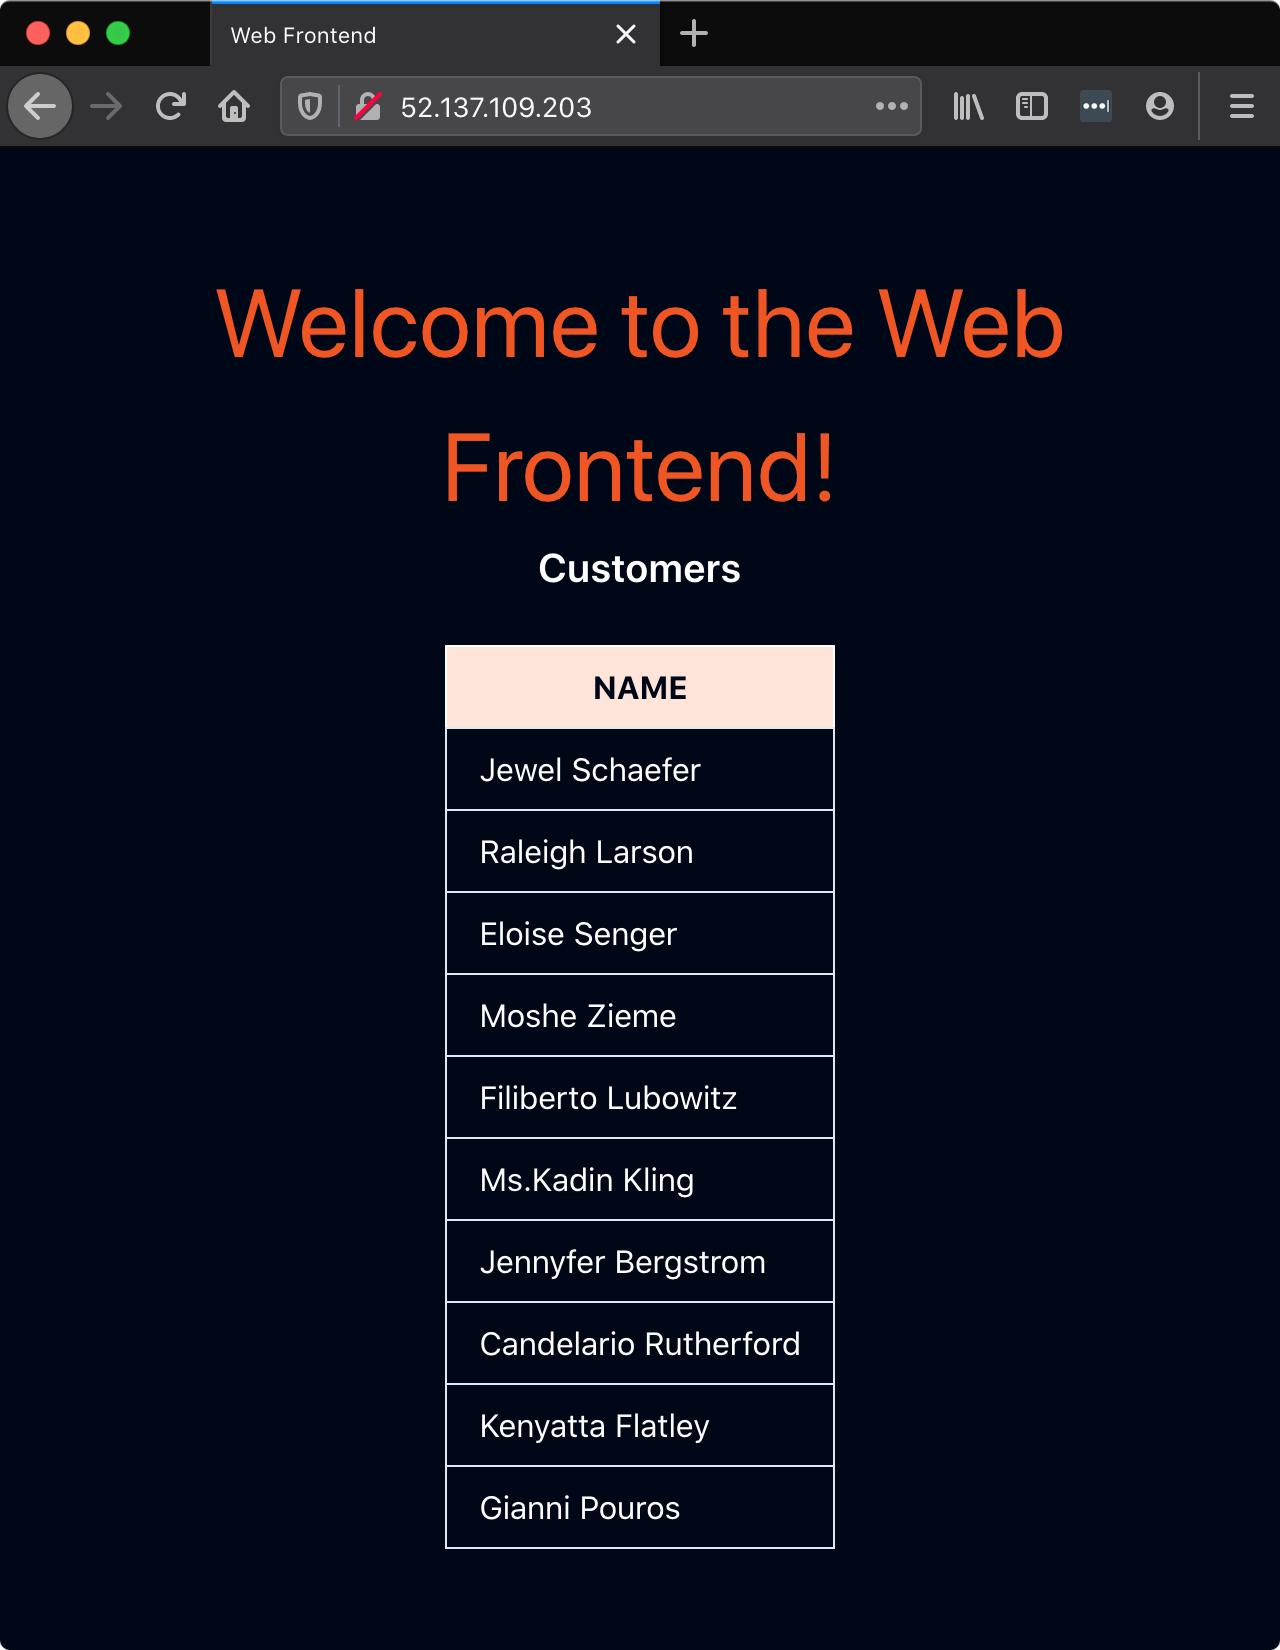 Web Frontend
52.137.109.203
Welcome to the Web
Frontend!
Customers
NAME
Jewel Schaefer
Raleigh Larson
Eloise Senger
Moshe Zieme
Filiberto Lubowitz
Ms.Kadin Kling
Jennyfer Bergstrom
Candelario Rutherford
Kenyatta Flatley
Gianni Pouros